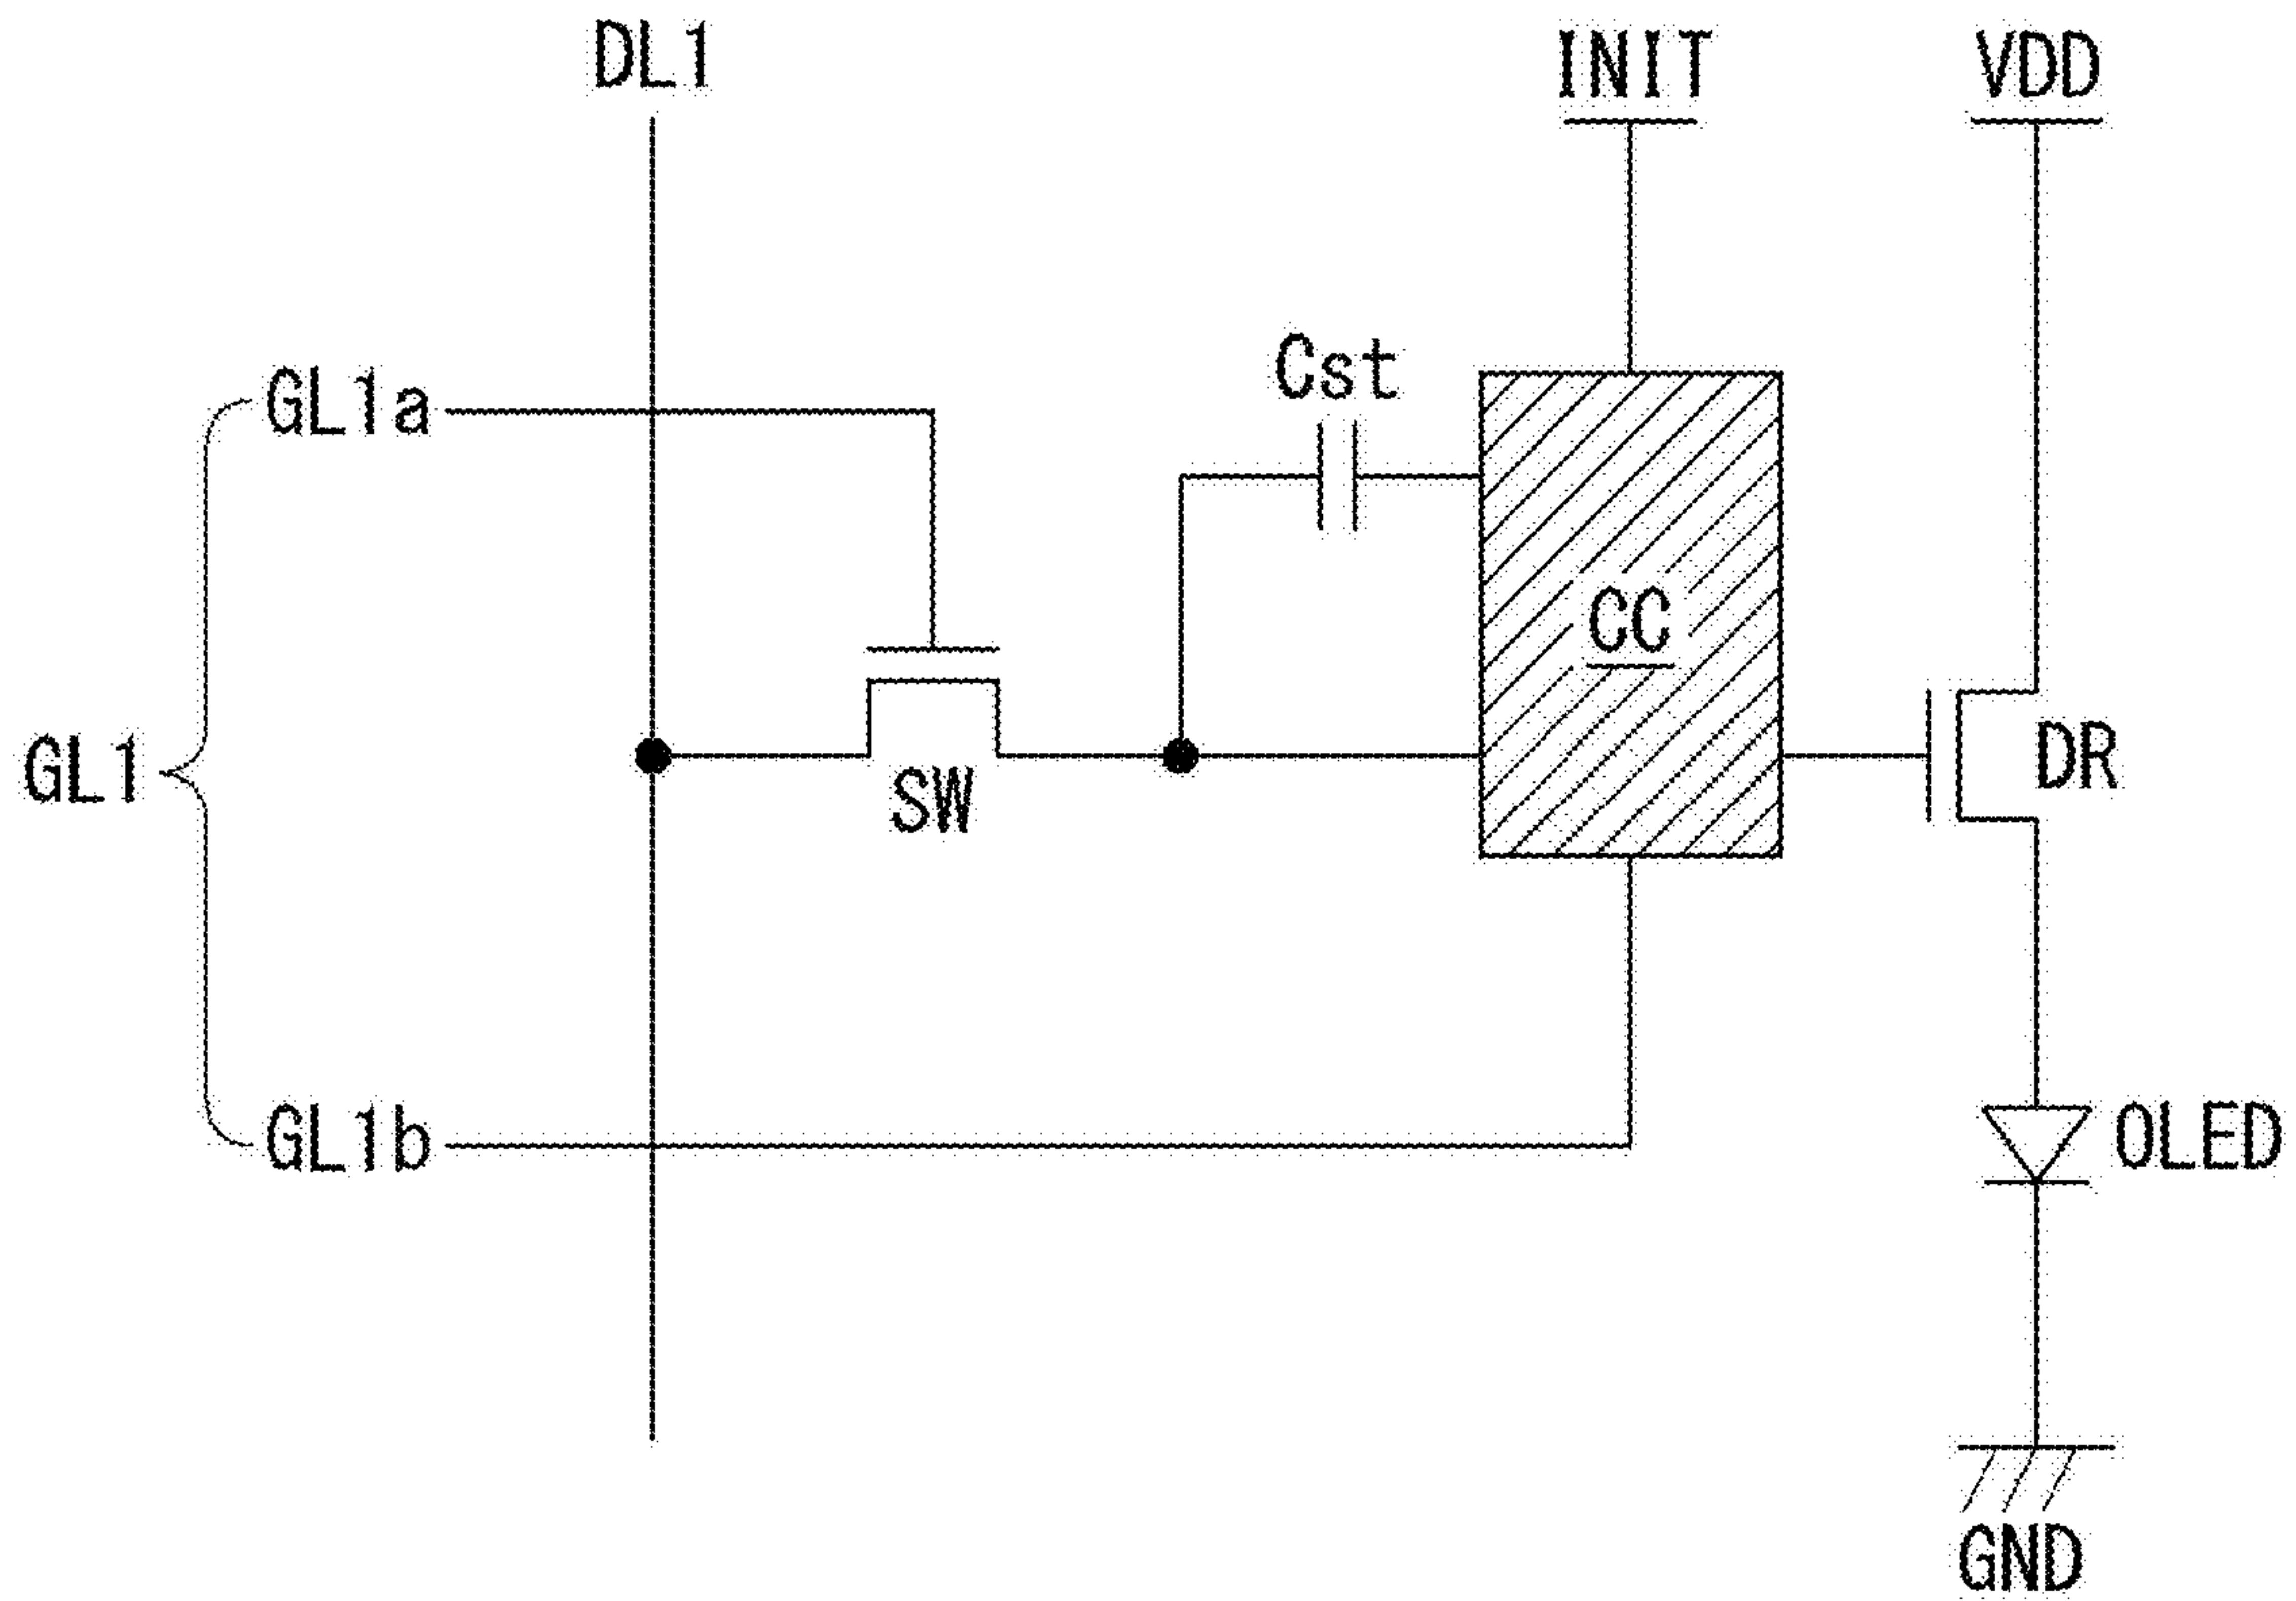 DL1
INIT
VDD
Cst
GL1a
CC
GL1
DR
SW
GL1b
OLED
GND